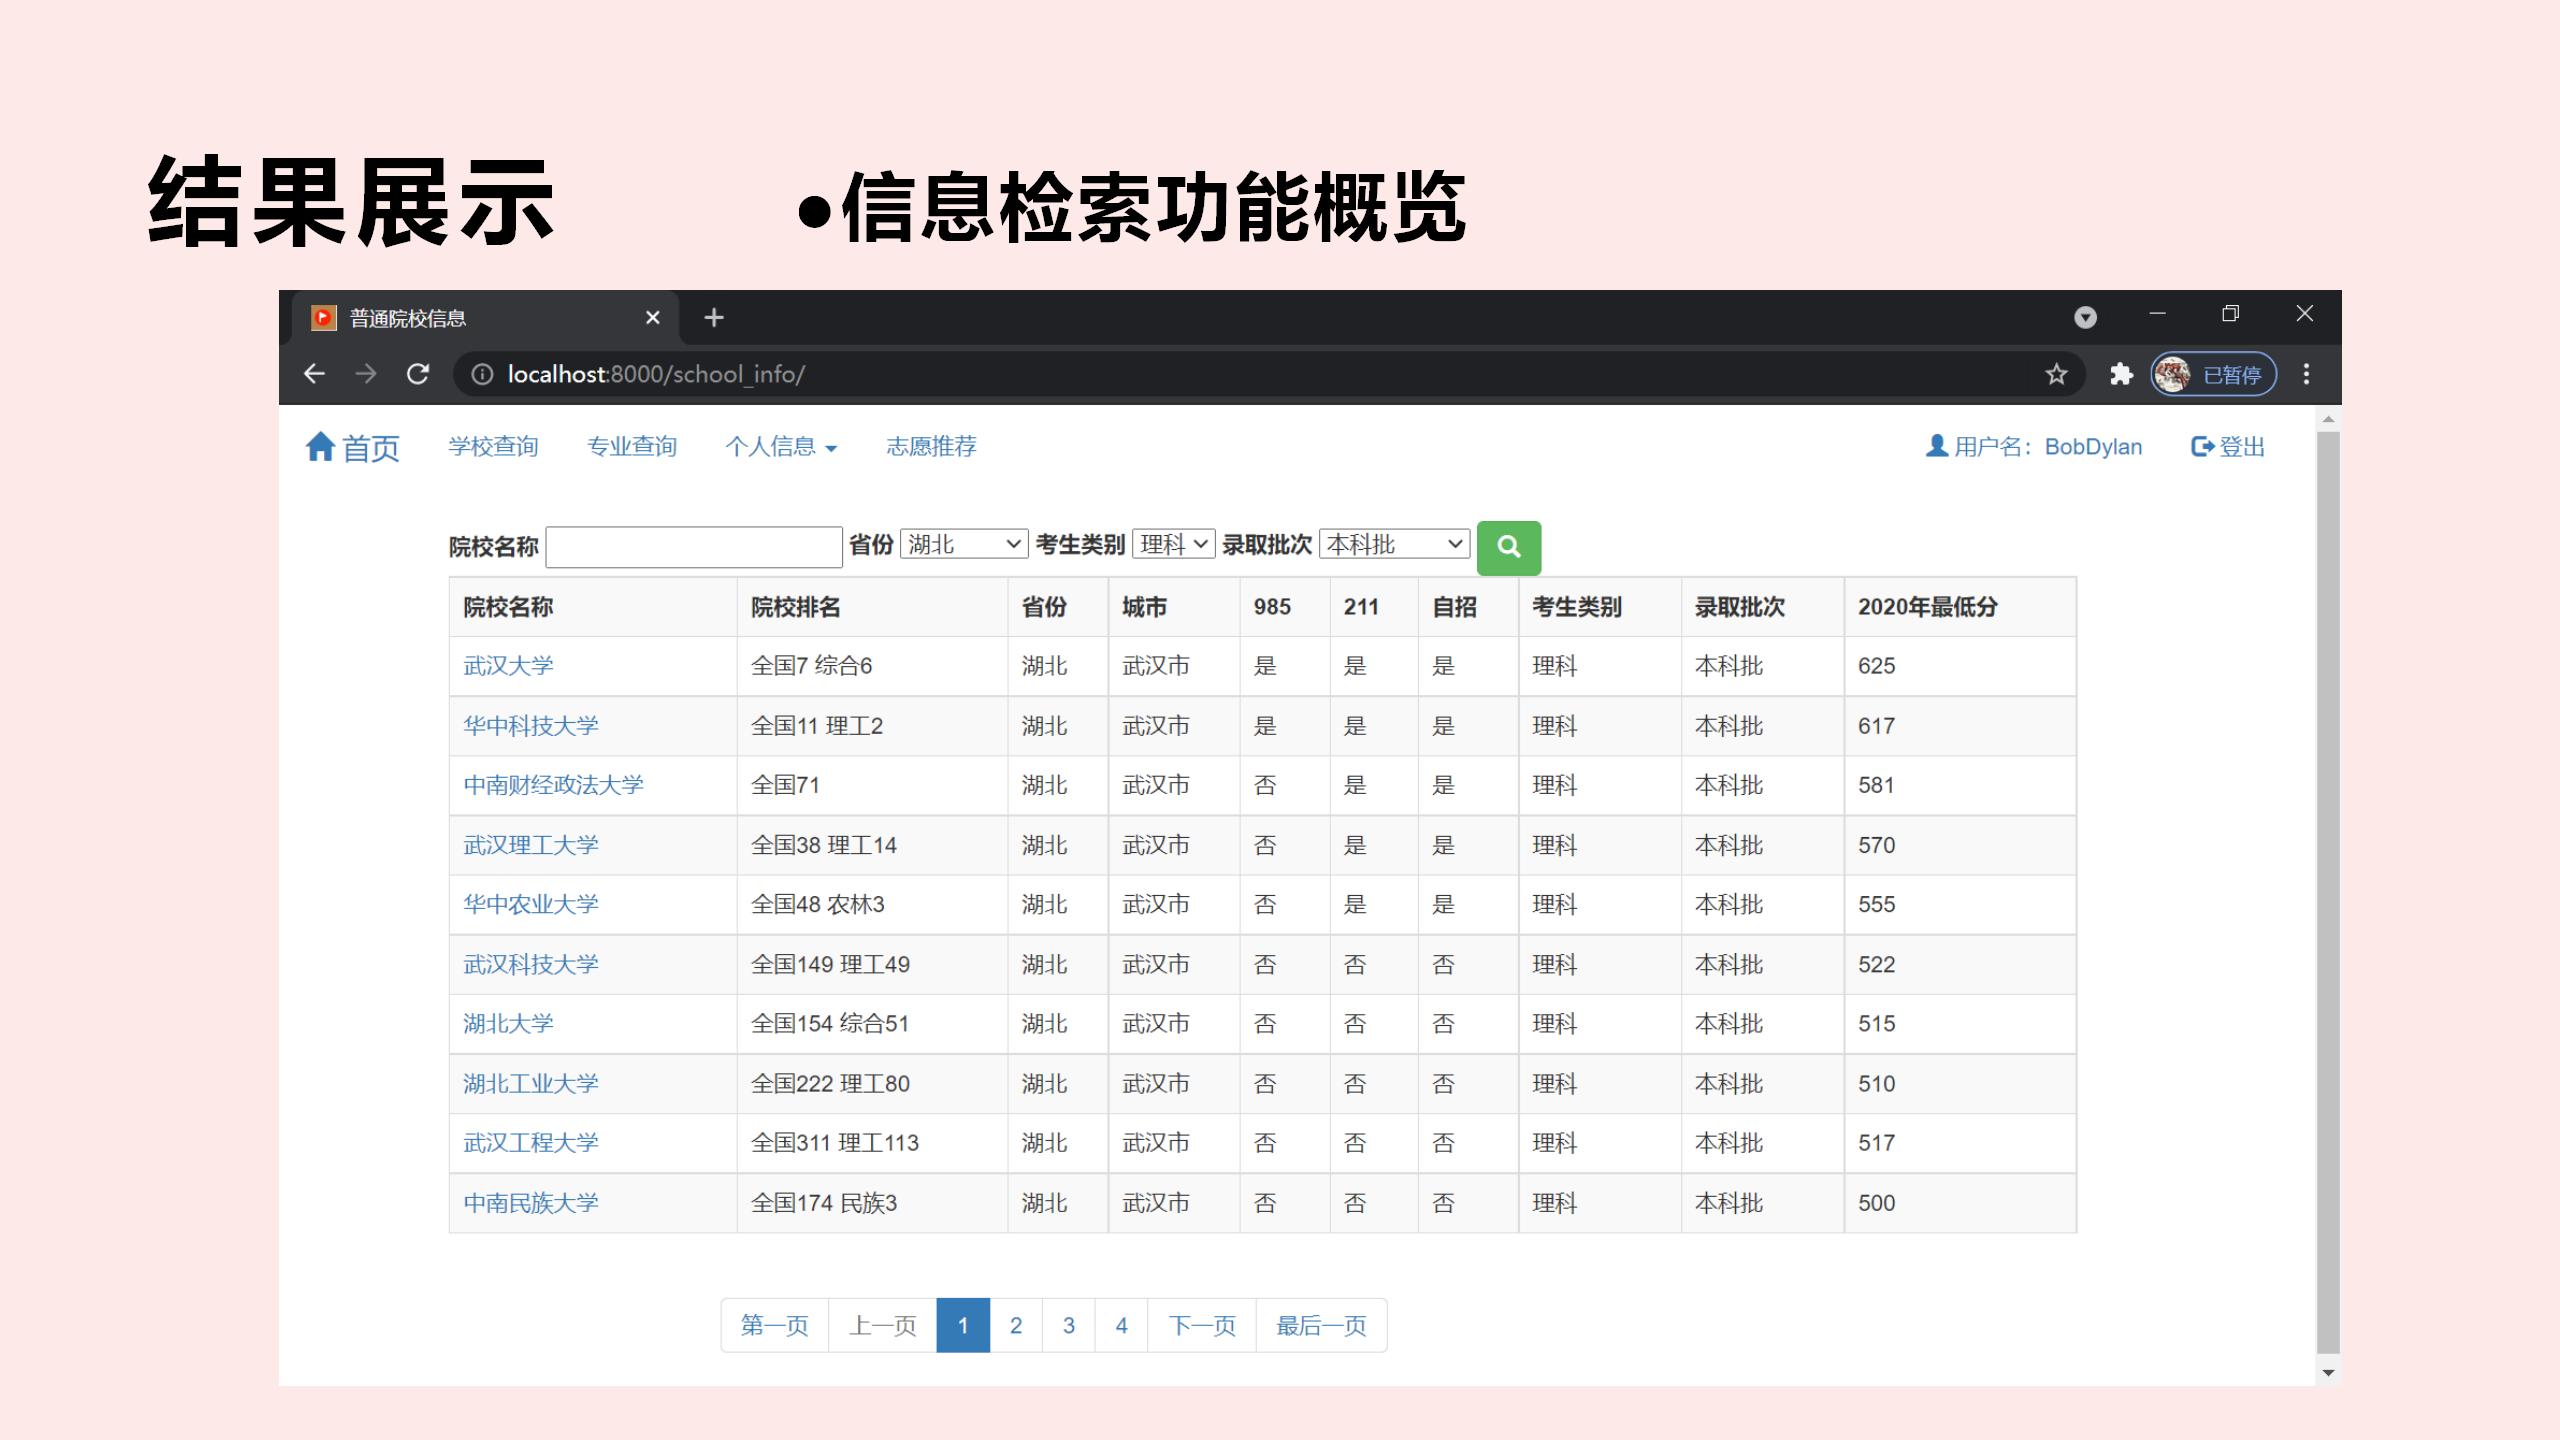 结果展示
•信息检索功能概览
普通院校信息
localhost:8000/school_info/
已暂停
首页 学校查询 专业查询 个人信息 志愿推荐 用户名：BobDylan 登出
院校名称 省份 湖北 考生类别 理科 录取批次 本科批
院校名称 院校排名 省份 城市 985 211 自招 考生类别 录取批次 2020年最低分
武汉大学 全国7 综合6 湖北 武汉市 是 是 是 理科 本科批 625
华中科技大学 全国11 理工2 湖北 武汉市 是 是 是 理科 本科批 617
中南财经政法大学 全国71 湖北 武汉市 否 是 是 理科 本科批 581
武汉理工大学 全国38 理工14 湖北 武汉市 否 是 是 理科 本科批 570
华中农业大学 全国48 农林3 湖北 武汉市 否 是 是 理科 本科批 555
武汉科技大学 全国149 理工49 湖北 武汉市 否 否 否 理科 本科批 522
湖北大学 全国154 综合51 湖北 武汉市 否 否 否 理科 本科批 515
湖北工业大学 全国222 理工80 湖北 武汉市 否 否 否 理科 本科批 510
武汉工程大学 全国311 理工113 湖北 武汉市 否 否 否 理科 本科批 517
中南民族大学 全国174 民族3 湖北 武汉市 否 否 否 理科 本科批 500
第一页 上一页 1 2 3 4 下一页 最后一页